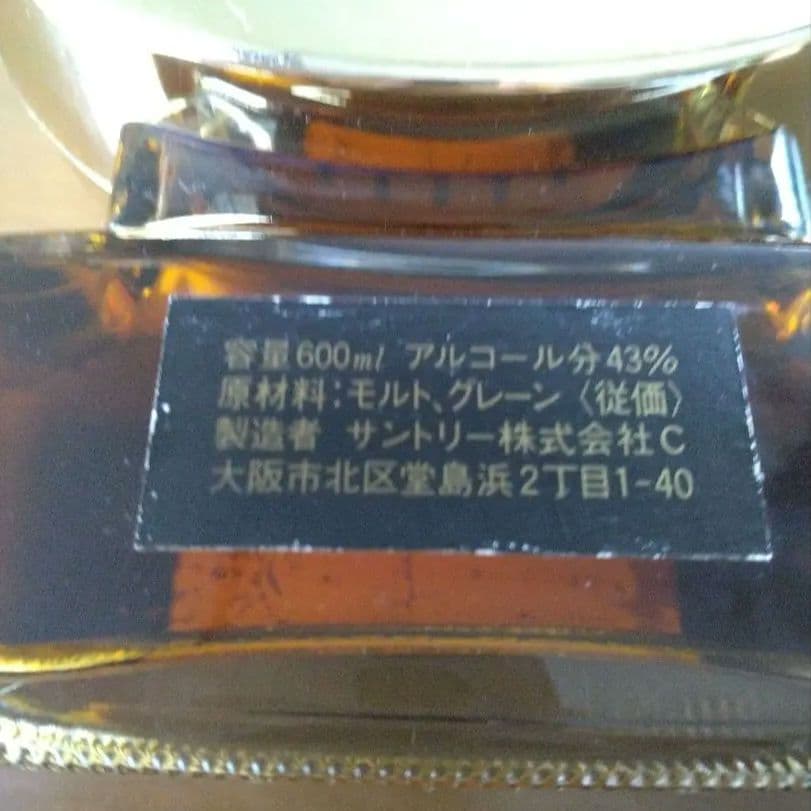 容量600ml アルコール分43%
原材料:モルト、グレーン〈従価〉
製造者 サントリー株式会社C
大阪市北区堂島浜2丁目1-40